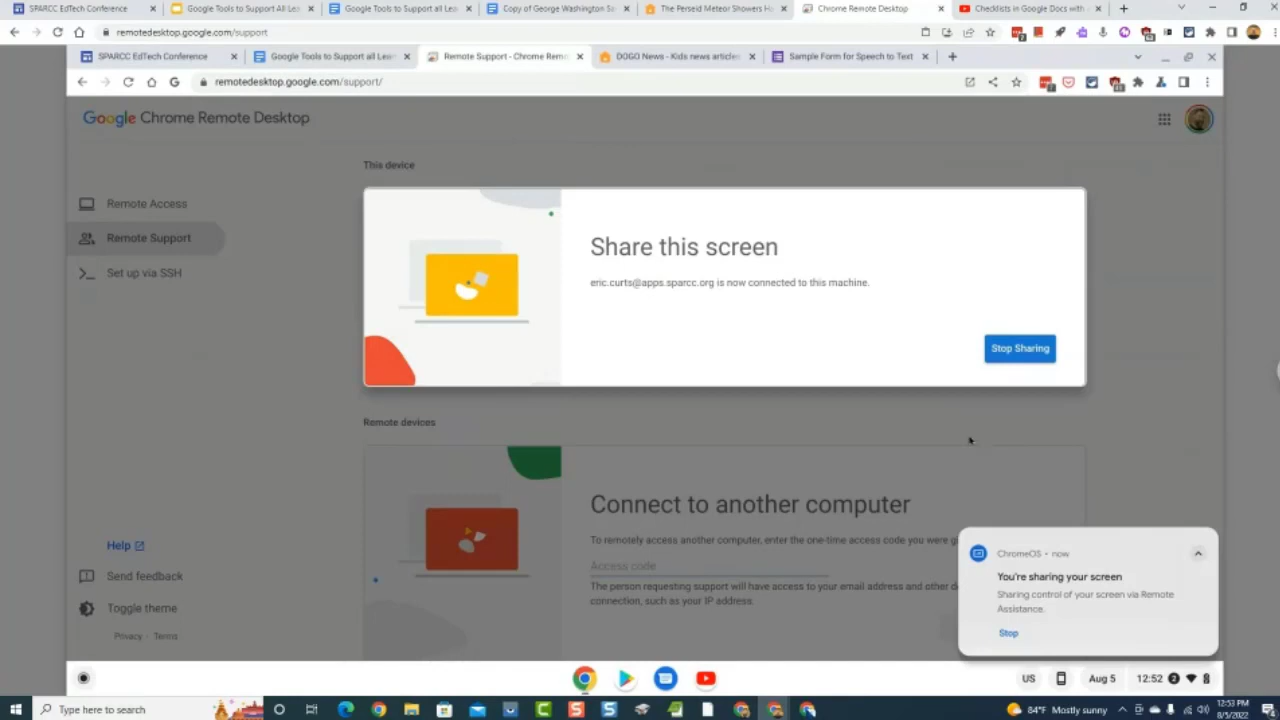 SPARCC EdTech Conference
Google Tools to Support All Lea
Google Tools to Support all Lea
Copy of George Washington S
The Perseid Meteor Showers H
Chrome Remote Desktop
Checklists in Google Docs with
remotedesktop.google.com/support
SPARCC EdTech Conference
Google Tools to Support all Lear
Remote Support - Chrome Rem
DOGO News - Kids news articles
Sample Form for Speech to Text
remotedesktop.google.com/support/
Google Chrome Remote Desktop
This device
Remote Access
Remote Support
Set up via SSH
Share this screen
eric.curts@apps.sparcc.org is now connected to this machine.
Stop Sharing
Remote devices
Connect to another computer
To remotely access another computer, enter the one-time access code you were g
Access code
The person requesting support will have access to your email address and other de
connection, such as your IP address.
Help
Send feedback
Toggle theme
Privacy · Terms
ChromeOS • now
You're sharing your screen
Sharing control of your screen via Remote
Assistance.
Stop
US
Aug 5
12:52
Type here to search
84°F Mostly sunny
12:53 PM
8/5/2022